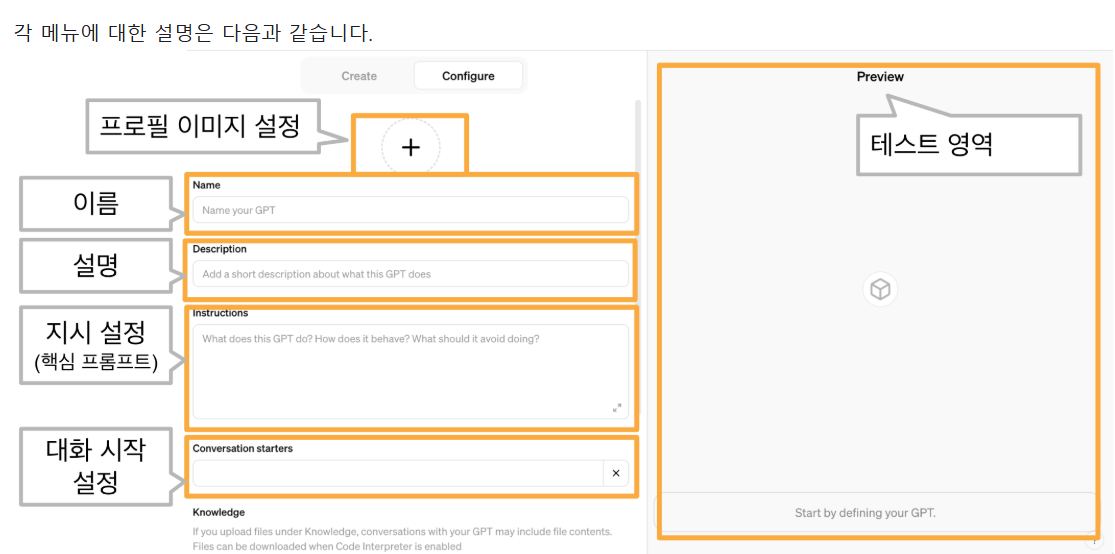 각 메뉴에 대한 설명은 다음과 같습니다.
Create
Configure
프로필 이미지 설정
+
이름
Name
Name your GPT
설명
Description
Add a short description about what this GPT does
지시 설정
(핵심 프롬프트)
Instructions
What does this GPT do? How does it behave? What should it avoid doing?
대화 시작
설정
Conversation starters
×
Knowledge
If you upload files under Knowledge, conversations with your GPT may include file contents.
Files can be downloaded when Code Interpreter is enabled
Preview
테스트 영역
Start by defining your GPT.
?